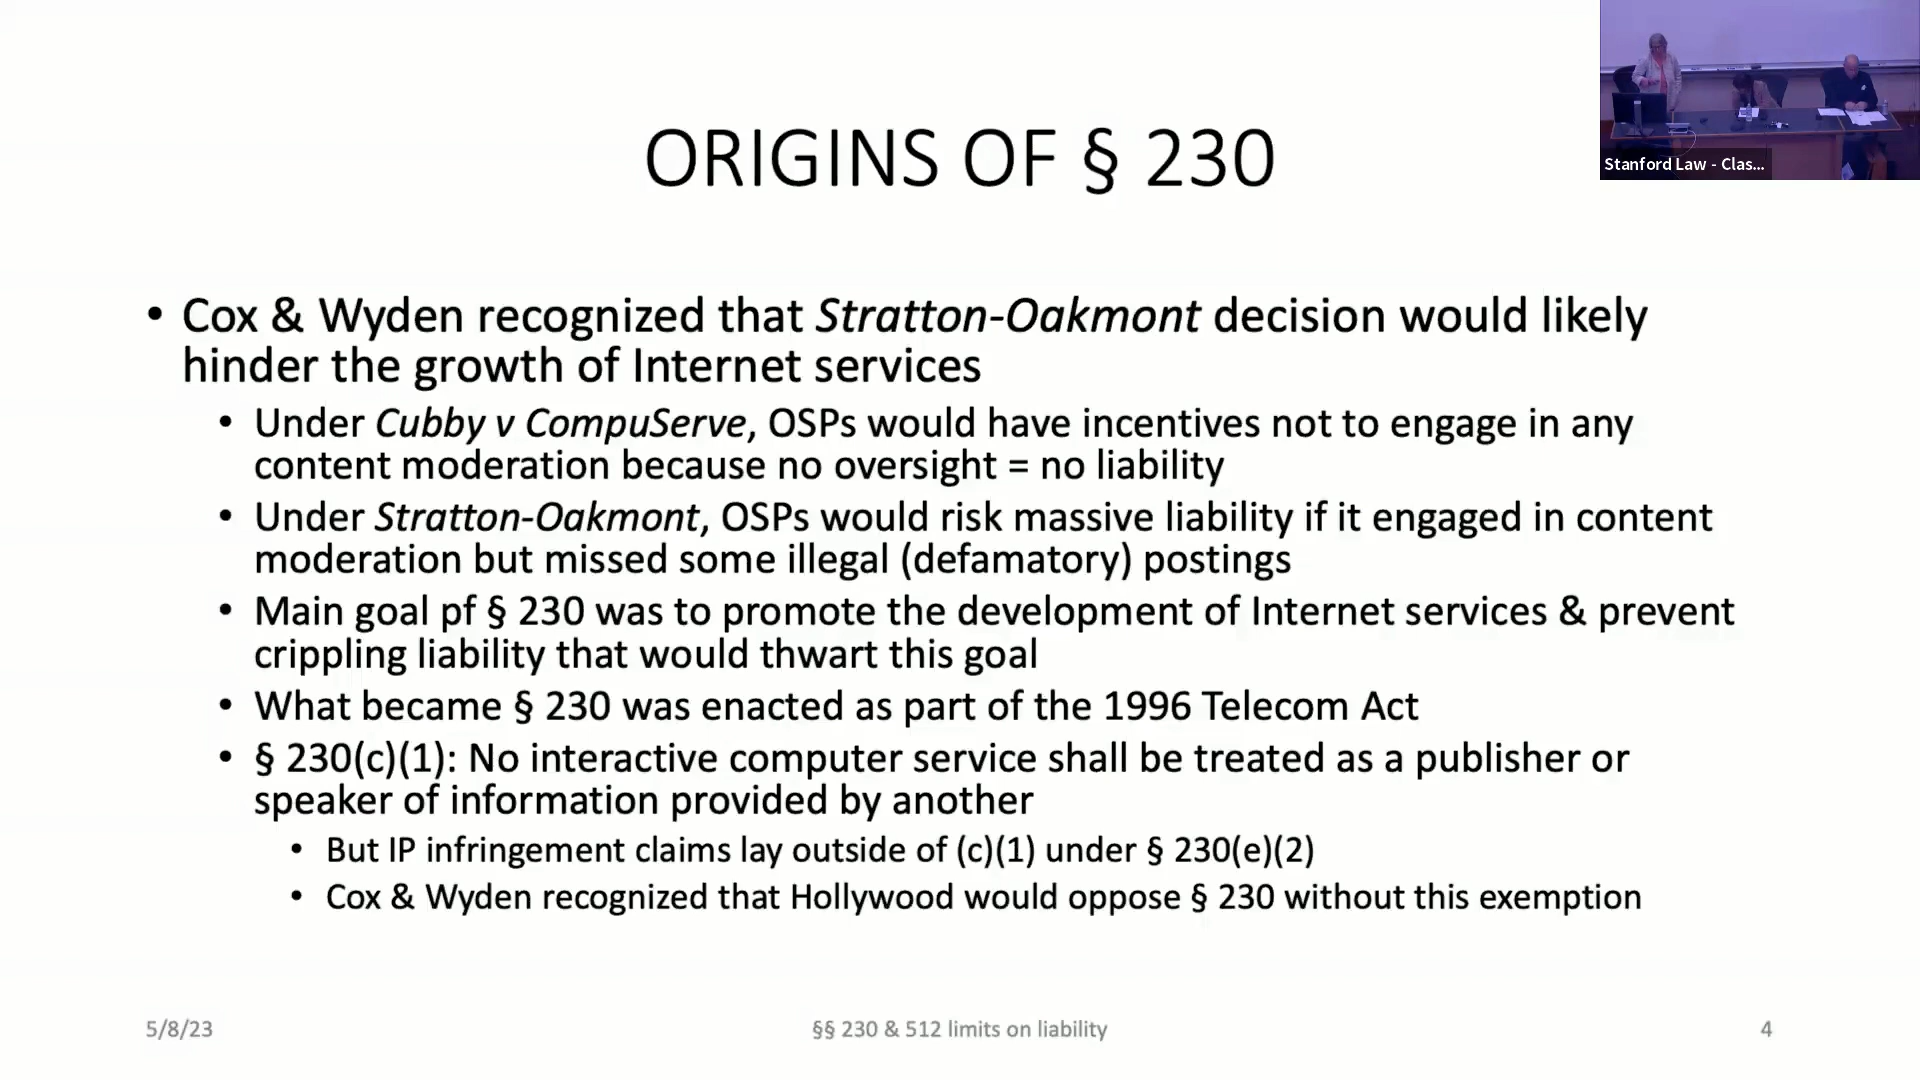 Stanford Law - Clas...
ORIGINS OF § 230
• Cox & Wyden recognized that Stratton-Oakmont decision would likely
hinder the growth of Internet services
• Under Cubby v CompuServe, OSPs would have incentives not to engage in any
content moderation because no oversight = no liability
• Under Stratton-Oakmont, OSPs would risk massive liability if it engaged in content
moderation but missed some illegal (defamatory) postings
• Main goal pf § 230 was to promote the development of Internet services & prevent
crippling liability that would thwart this goal
• What became § 230 was enacted as part of the 1996 Telecom Act
• § 230(c)(1): No interactive computer service shall be treated as a publisher or
speaker of information provided by another
• But IP infringement claims lay outside of (c)(1) under § 230(e)(2)
• Cox & Wyden recognized that Hollywood would oppose § 230 without this exemption
5/8/23
§§ 230 & 512 limits on liability
4